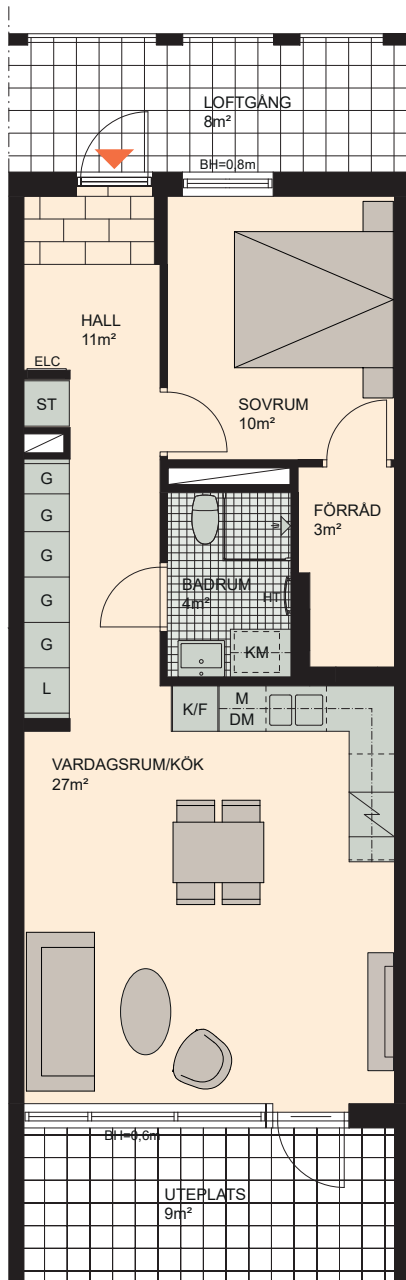 LOFTGÅNG
8m²
BH=0,8m
HALL
11m²
ELC
ST
SOVRUM
10m²
G
G
G
G
G
L
FÖRRÅD
3m²
BADRUM
4m²
HT
KM
K/F
M
DM
VARDAGSRUM/KÖK
27m²
BH=0,6m
UTEPLATS
9m²